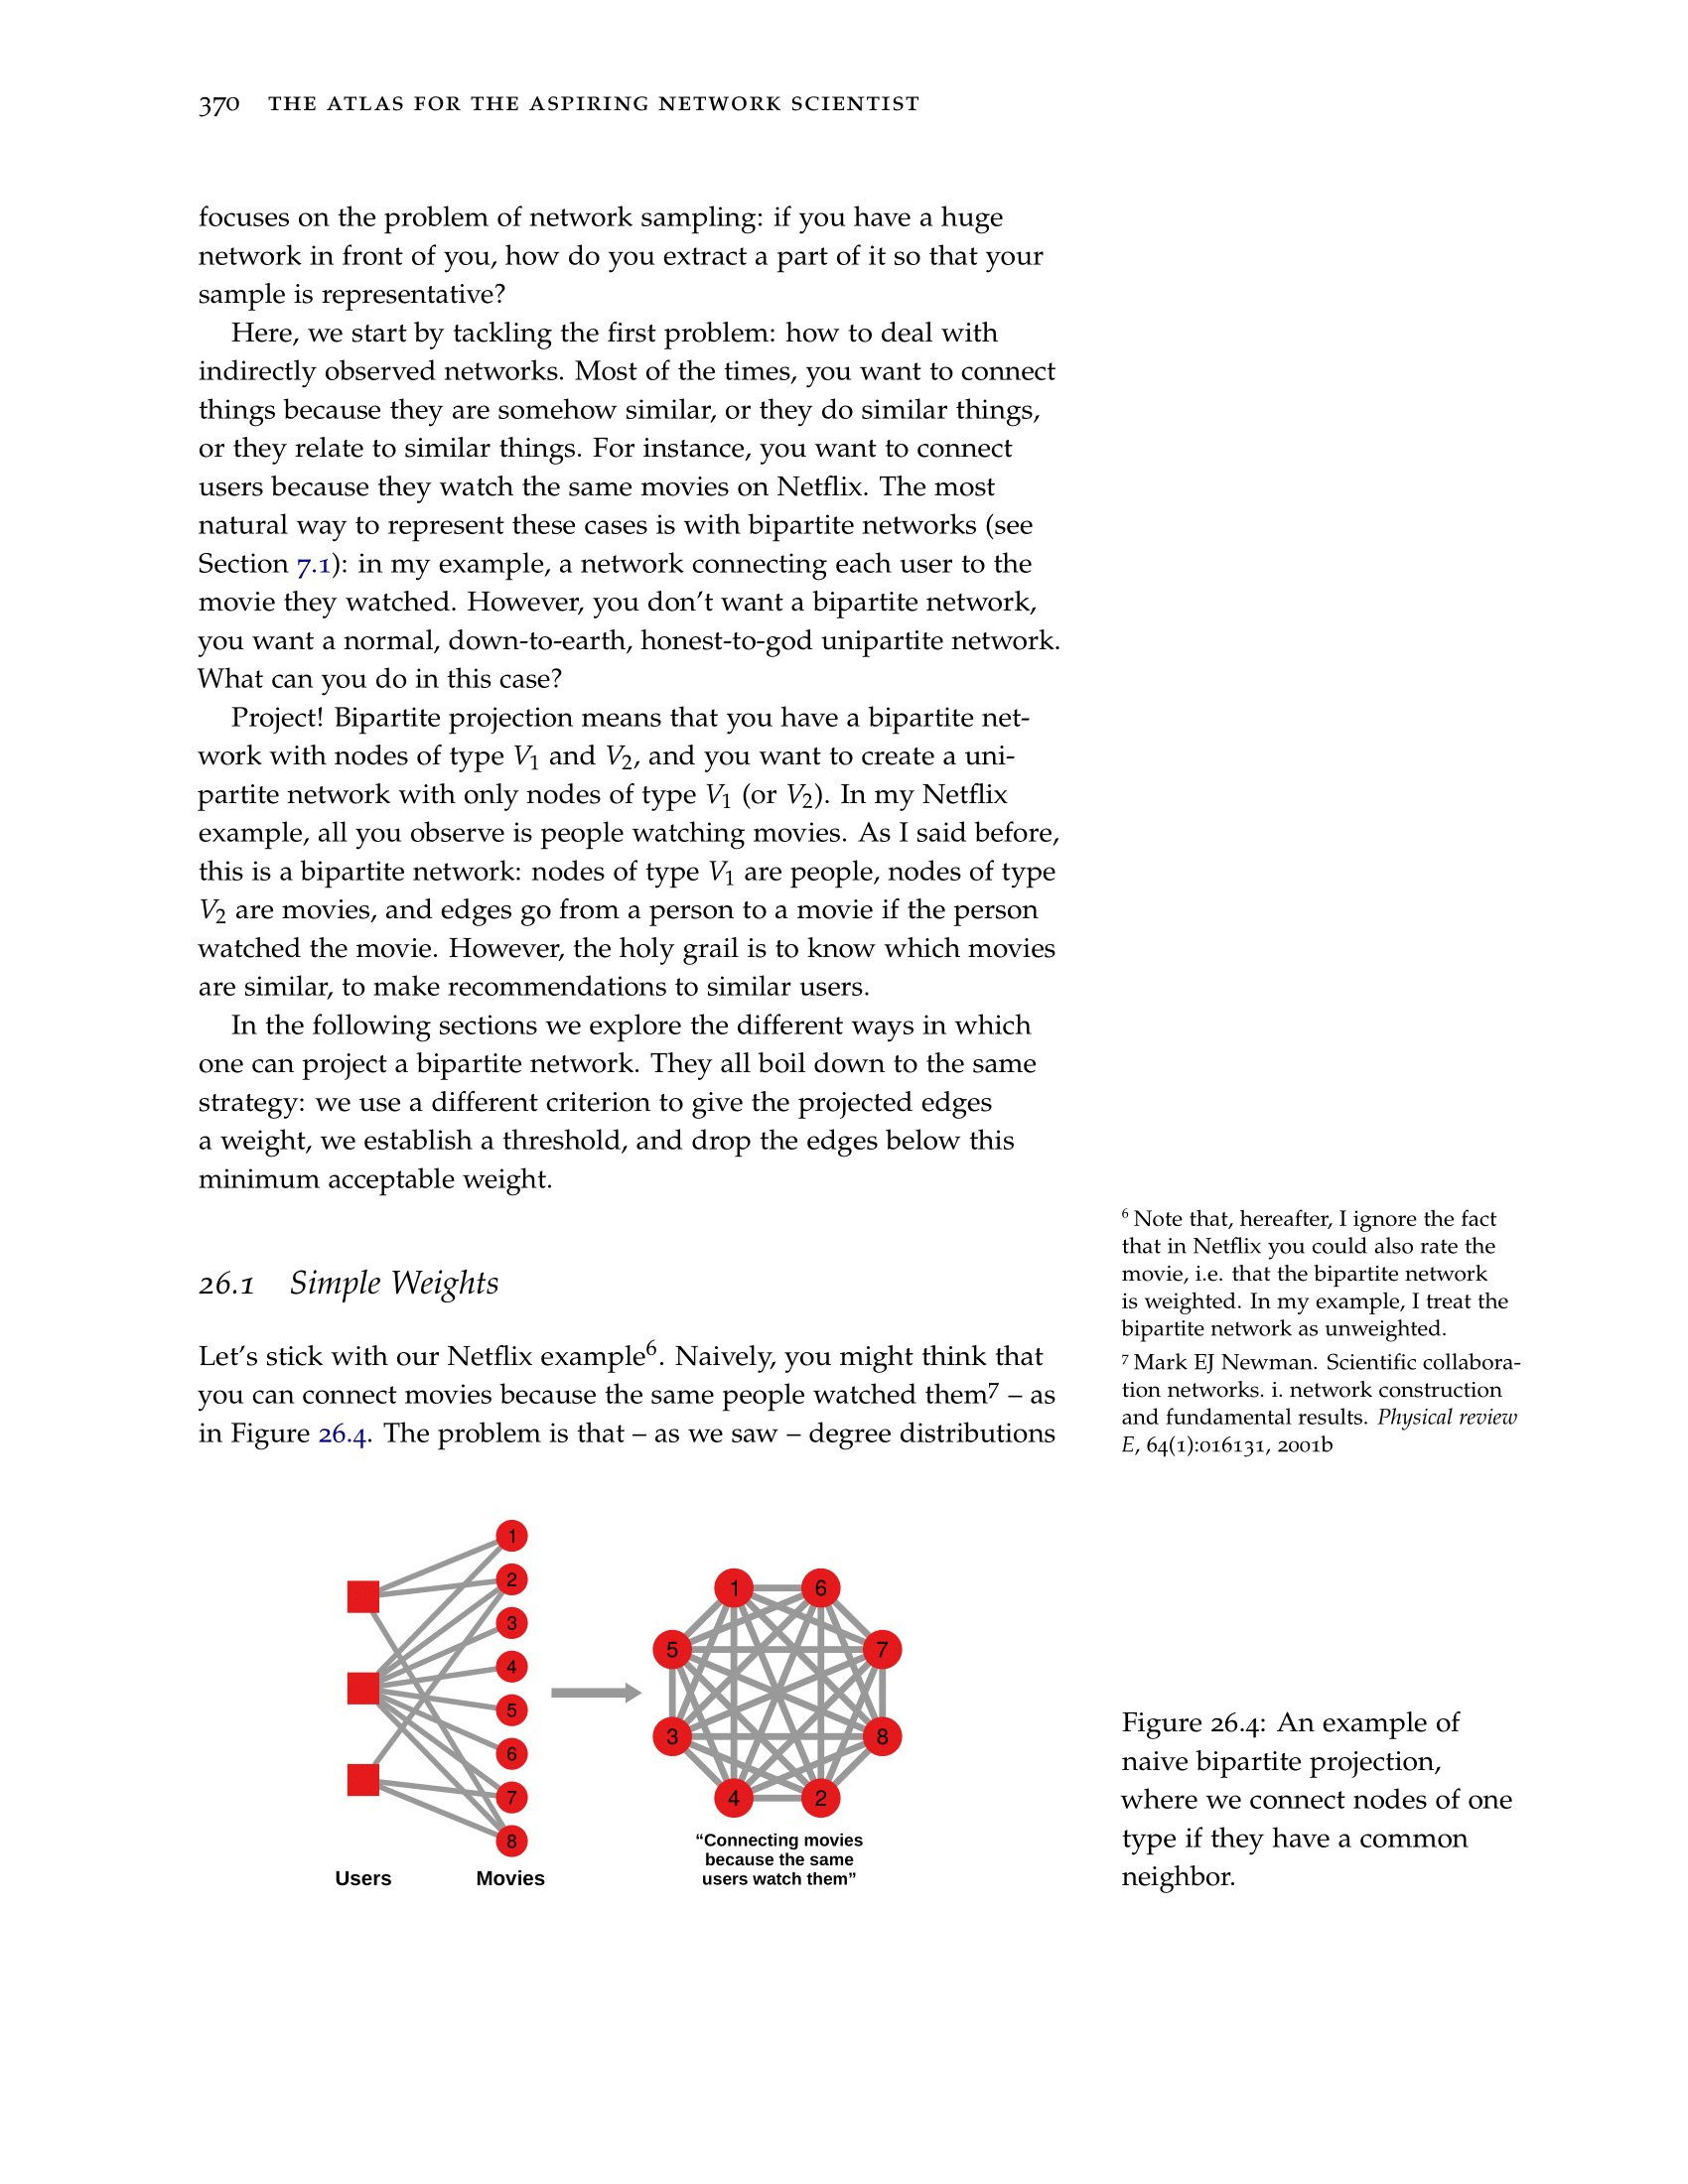 370 THE ATLAS FOR THE ASPIRING NETWORK SCIENTIST
focuses on the problem of network sampling: if you have a huge
network in front of you, how do you extract a part of it so that your
sample is representative?
Here, we start by tackling the first problem: how to deal with
indirectly observed networks. Most of the times, you want to connect
things because they are somehow similar, or they do similar things,
or they relate to similar things. For instance, you want to connect
users because they watch the same movies on Netflix. The most
natural way to represent these cases is with bipartite networks (see
Section 7.1): in my example, a network connecting each user to the
movie they watched. However, you don't want a bipartite network,
you want a normal, down-to-earth, honest-to-god unipartite network.
What can you do in this case?
Project! Bipartite projection means that you have a bipartite net-
work with nodes of type V1 and V2, and you want to create a uni-
partite network with only nodes of type V1 (or V2). In my Netflix
example, all you observe is people watching movies. As I said before,
this is a bipartite network: nodes of type V1 are people, nodes of type
V2 are movies, and edges go from a person to a movie if the person
watched the movie. However, the holy grail is to know which movies
are similar, to make recommendations to similar users.
In the following sections we explore the different ways in which
one can project a bipartite network. They all boil down to the same
strategy: we use a different criterion to give the projected edges
a weight, we establish a threshold, and drop the edges below this
minimum acceptable weight.
26.1 Simple Weights
Let's stick with our Netflix example6. Naively, you might think that
you can connect movies because the same people watched them7 – as
in Figure 26.4. The problem is that – as we saw – degree distributions
6 Note that, hereafter, I ignore the fact
that in Netflix you could also rate the
movie, i.e. that the bipartite network
is weighted. In my example, I treat the
bipartite network as unweighted.
7 Mark EJ Newman. Scientific collabora-
tion networks. i. network construction
and fundamental results. Physical review
E, 64(1):016131, 2001b
1
2
3
4
5
6
7
8
Users Movies
1 6
5 7
3 8
4 2
“Connecting movies
because the same
users watch them”
Figure 26.4: An example of
naive bipartite projection,
where we connect nodes of one
type if they have a common
neighbor.